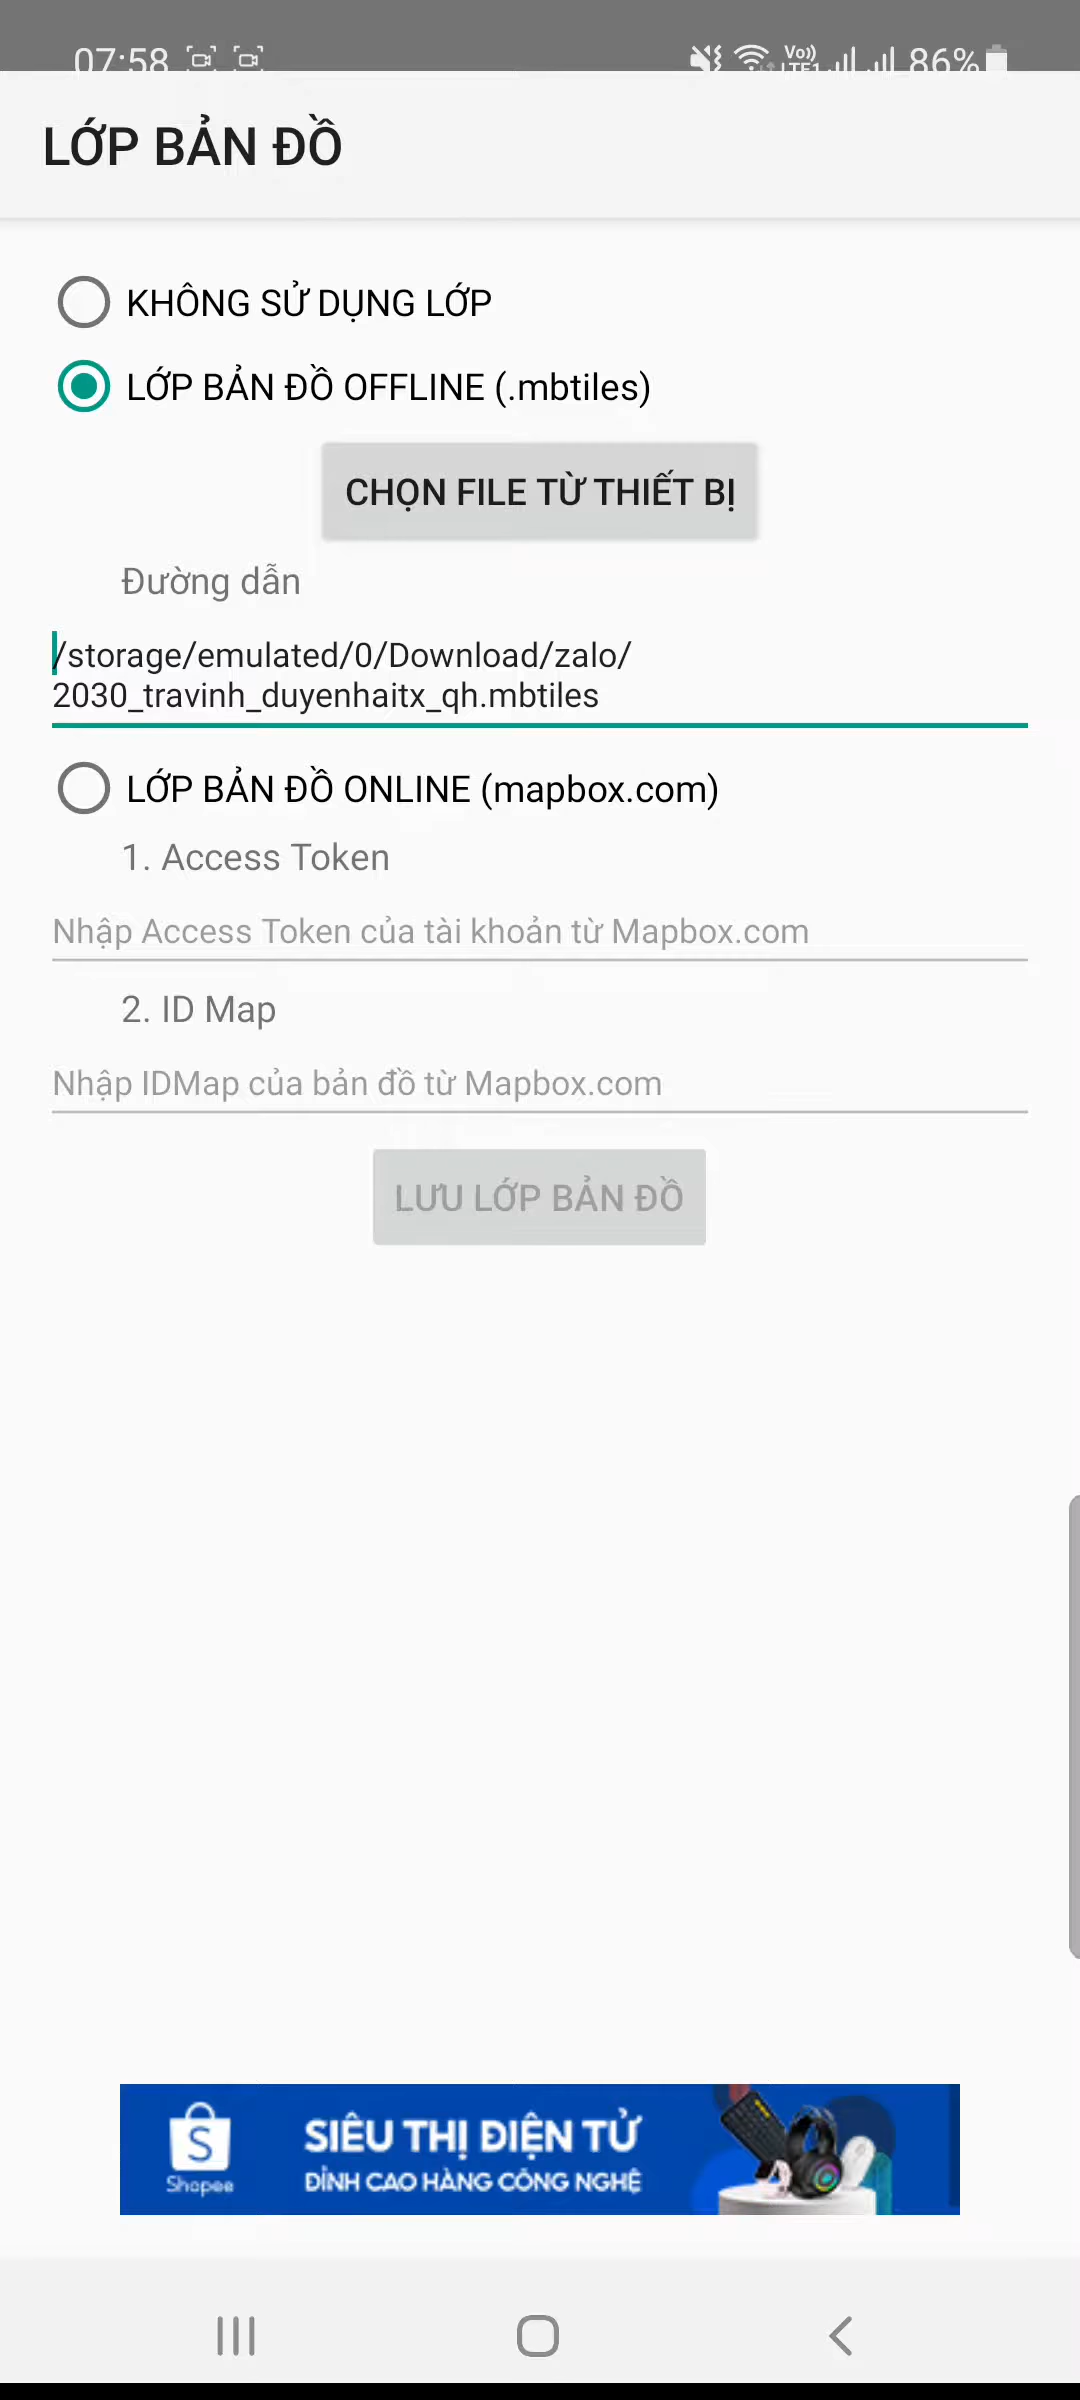 07:58 Vo)) LTE1 86%
LỚP BẢN ĐỒ
KHÔNG SỬ DỤNG LỚP
LỚP BẢN ĐỒ OFFLINE (.mbtiles)
CHỌN FILE TỪ THIẾT BỊ
Đường dẫn
/storage/emulated/0/Download/zalo/
2030_travinh_duyenhaitx_qh.mbtiles
LỚP BẢN ĐỒ ONLINE (mapbox.com)
1. Access Token
Nhập Access Token của tài khoản từ Mapbox.com
2. ID Map
Nhập IDMap của bản đồ từ Mapbox.com
LƯU LỚP BẢN ĐỒ
S
Shopee
SIÊU THỊ ĐIỆN TỬ
ĐỈNH CAO HÀNG CÔNG NGHỆ